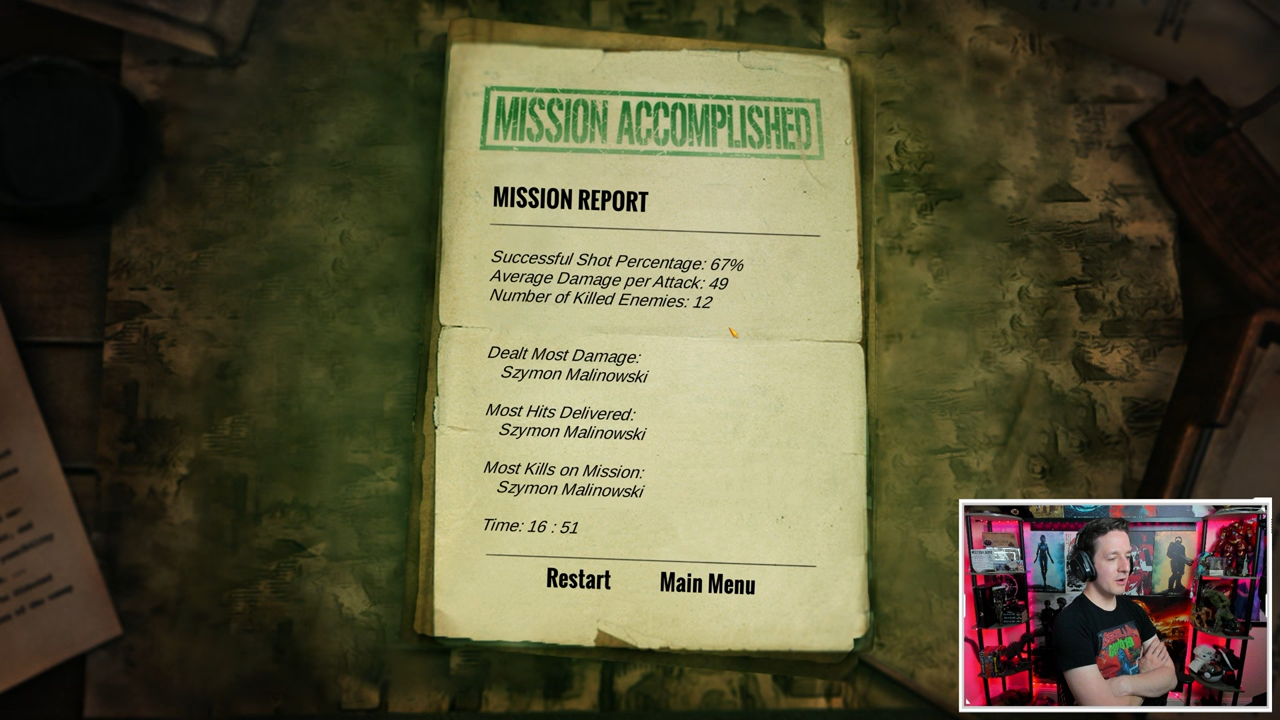 MISSION ACCOMPLISHED
MISSION REPORT
Successful Shot Percentage: 67%
Average Damage per Attack: 49
Number of Killed Enemies: 12
Dealt Most Damage:
Szymon Malinowski
Most Hits Delivered:
Szymon Malinowski
Most Kills on Mission:
Szymon Malinowski
Time: 16 : 51
Restart Main Menu